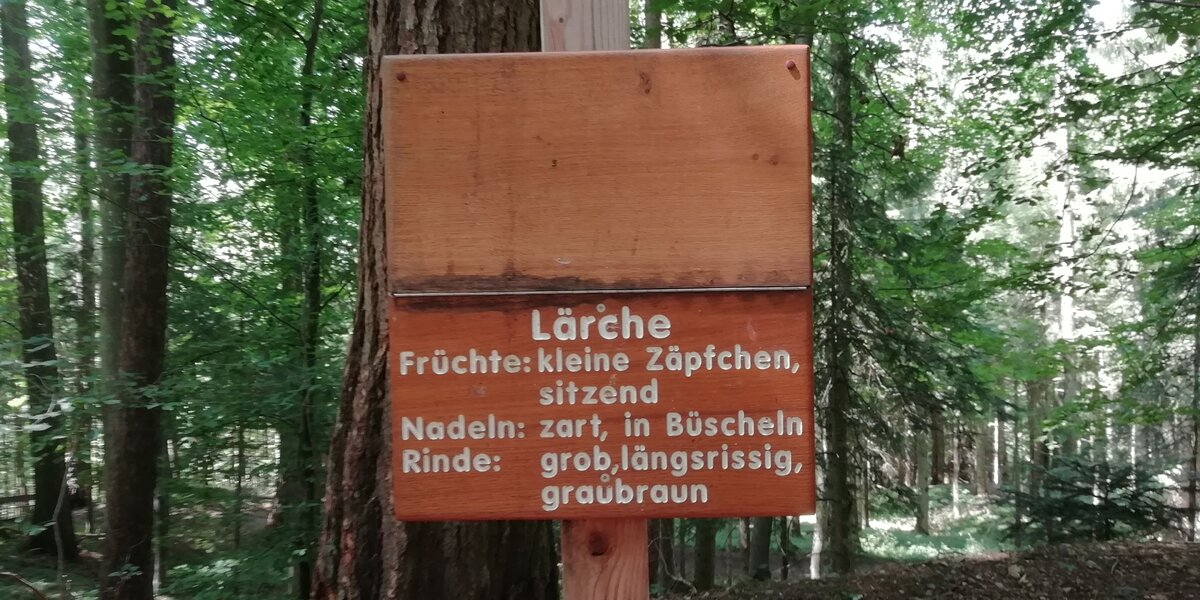 Lärche
Früchte: kleine Zäpfchen,
sitzend
Nadeln: zart, in Büscheln
Rinde: grob,längsrissig,
graubraun